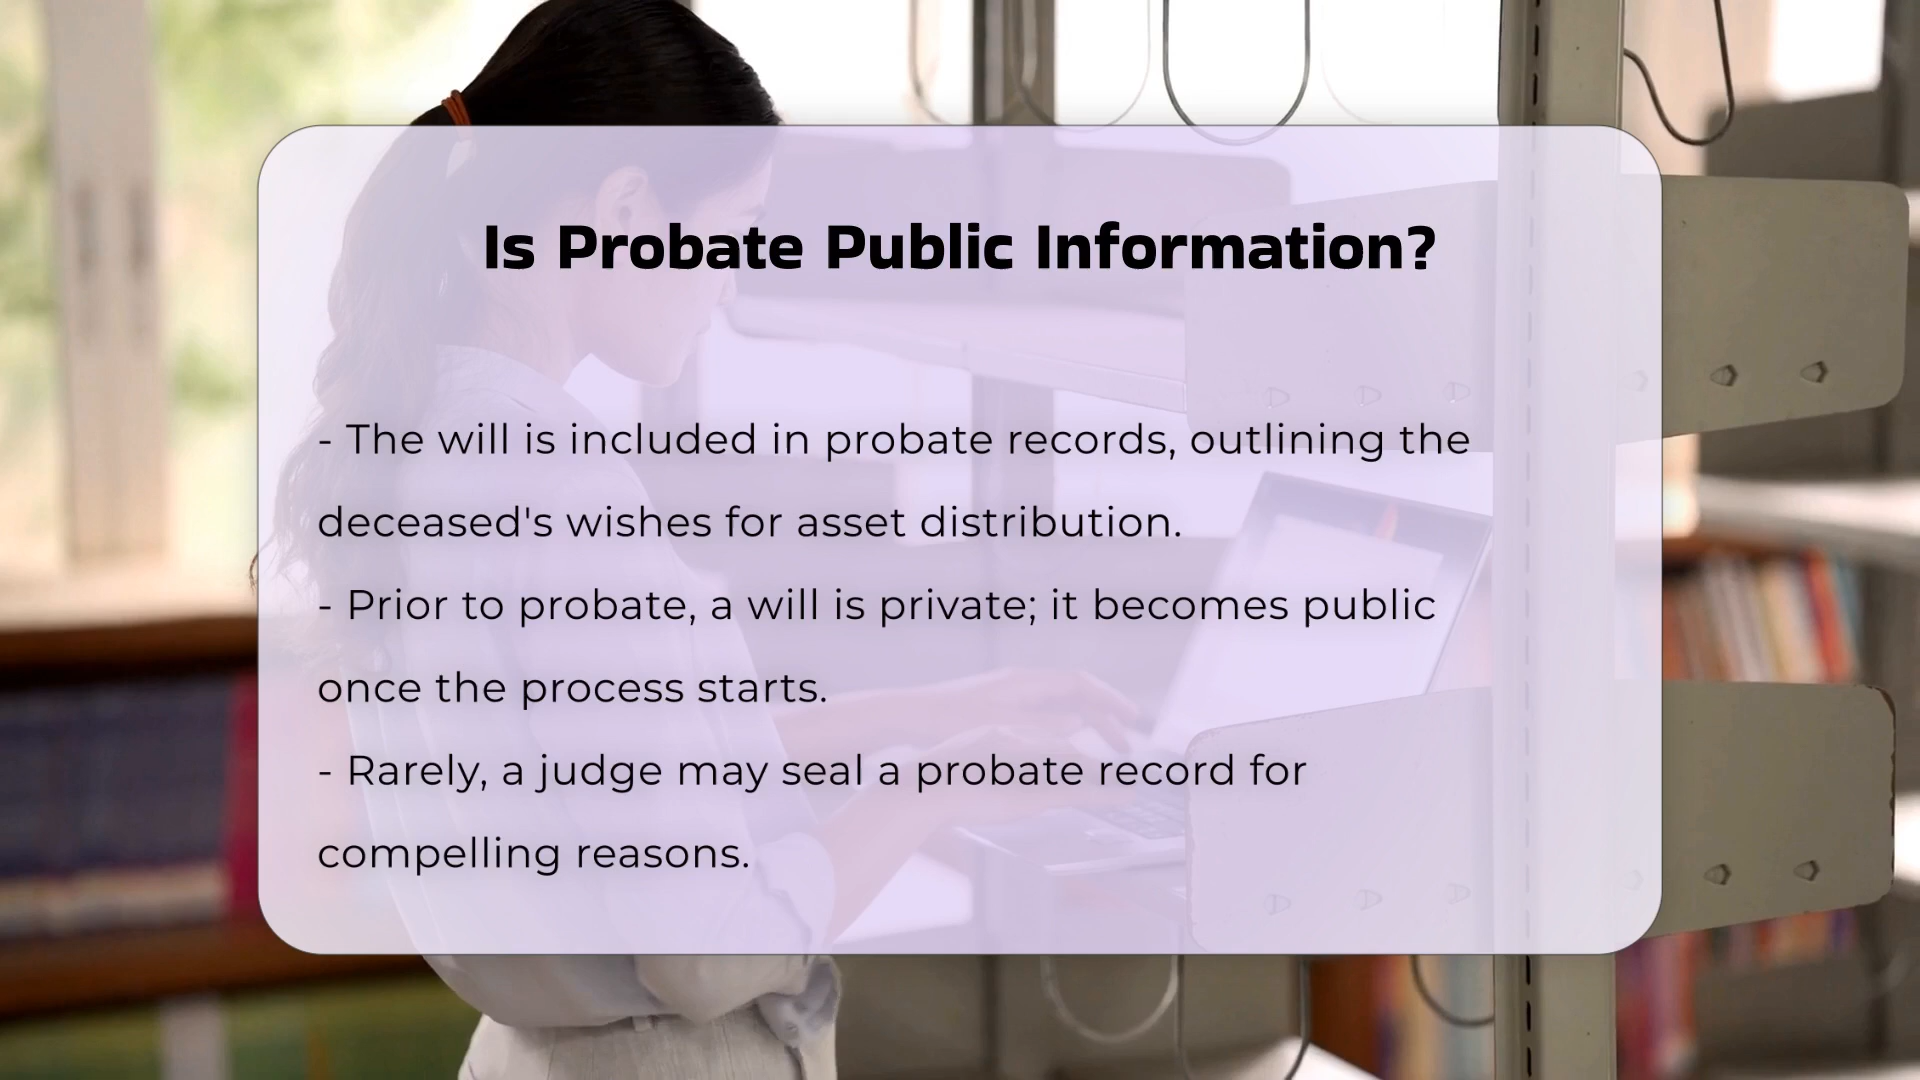 Is Probate Public Information?
- The will is included in probate records, outlining the
deceased's wishes for asset distribution.
- Prior to probate, a will is private; it becomes public
once the process starts.
- Rarely, a judge may seal a probate record for
compelling reasons.